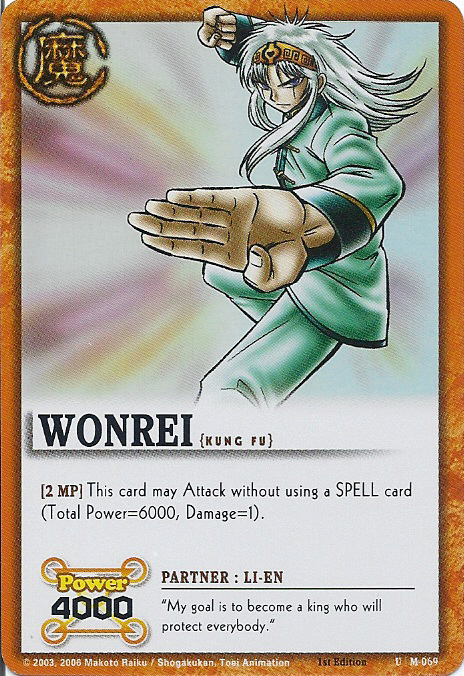 魔
WONREI {KUNG FU}
[2 MP] This card may Attack without using a SPELL card
(Total Power=6000, Damage=1).
Power
4000
PARTNER : LI-EN
“My goal is to become a king who will
protect everybody.“
© 2003, 2006 Makoto Raiku / Shogakukan, Toei Animation 1st Edition U M-069